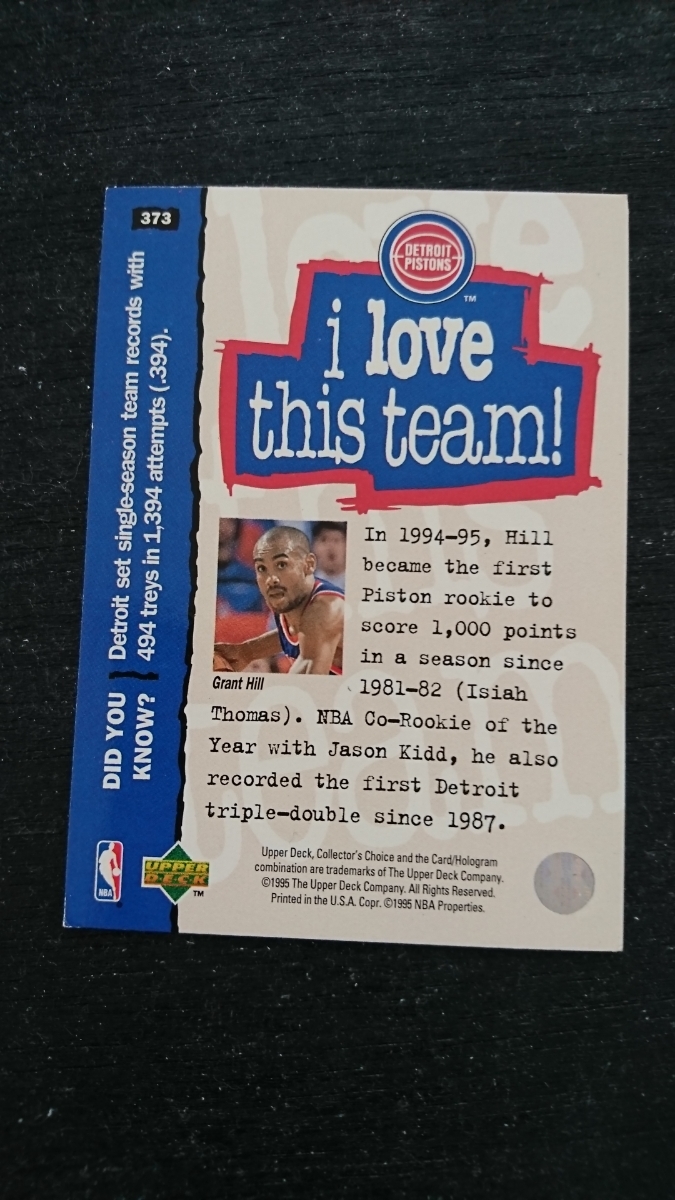 373
DID YOU KNOW?
Detroit set single-season team records with
494 treys in 1,394 attempts (.394).
DETROIT
PISTONS
TM
i love
this team!
In 1994-95, Hill
became the first
Piston rookie to
score 1,000 points
in a season since
1981-82 (Isiah
Grant Hill
Thomas). NBA Co-Rookie of the
Year with Jason Kidd, he also
recorded the first Detroit
triple-double since 1987.
NBA
UPPER
DECK
TM
Upper Deck, Collector's Choice and the Card/Hologram
combination are trademarks of The Upper Deck Company.
©1995 The Upper Deck Company. All Rights Reserved.
Printed in the U.S.A. Copr. ©1995 NBA Properties.